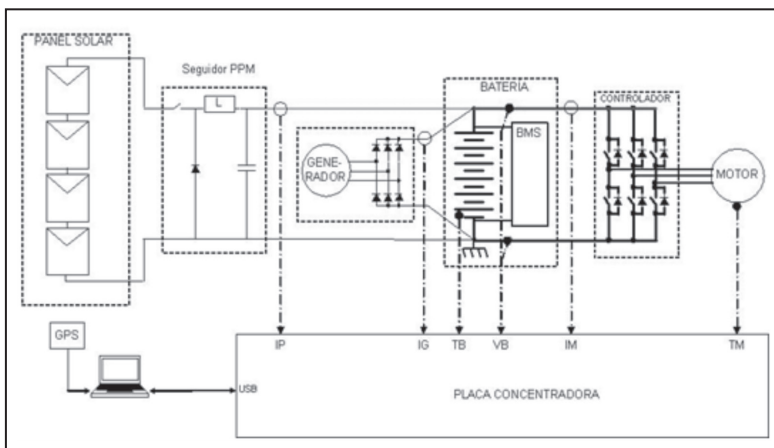 PANEL SOLAR
Seguidor PPM
L
GENE-
RADOR
BATERÍA
BMS
CONTROLADOR
MOTOR
GPS
IP
IG
TB
VB
IM
TM
USB
PLACA CONCENTRADORA